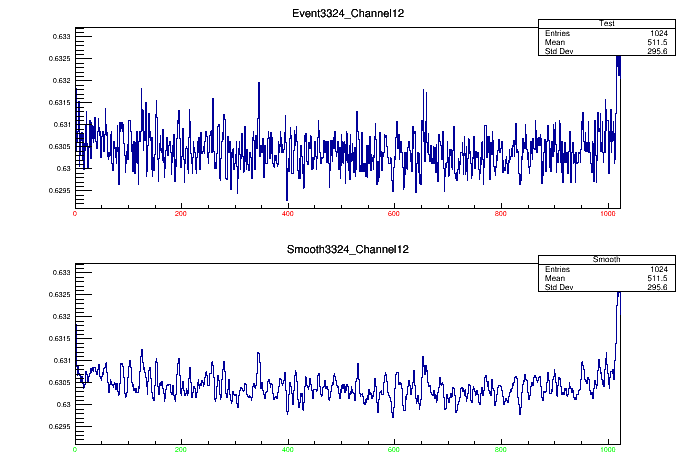 Event3324_Channel12
Test
Entries 1024
Mean 511.5
Std Dev 295.6
0.633
0.6325
0.632
0.6315
0.631
0.6305
0.63
0.6295
0 200 400 600 800 1000
Smooth3324_Channel12
Smooth
Entries 1024
Mean 511.5
Std Dev 295.6
0.633
0.6325
0.632
0.6315
0.631
0.6305
0.63
0.6295
0 200 400 600 800 1000